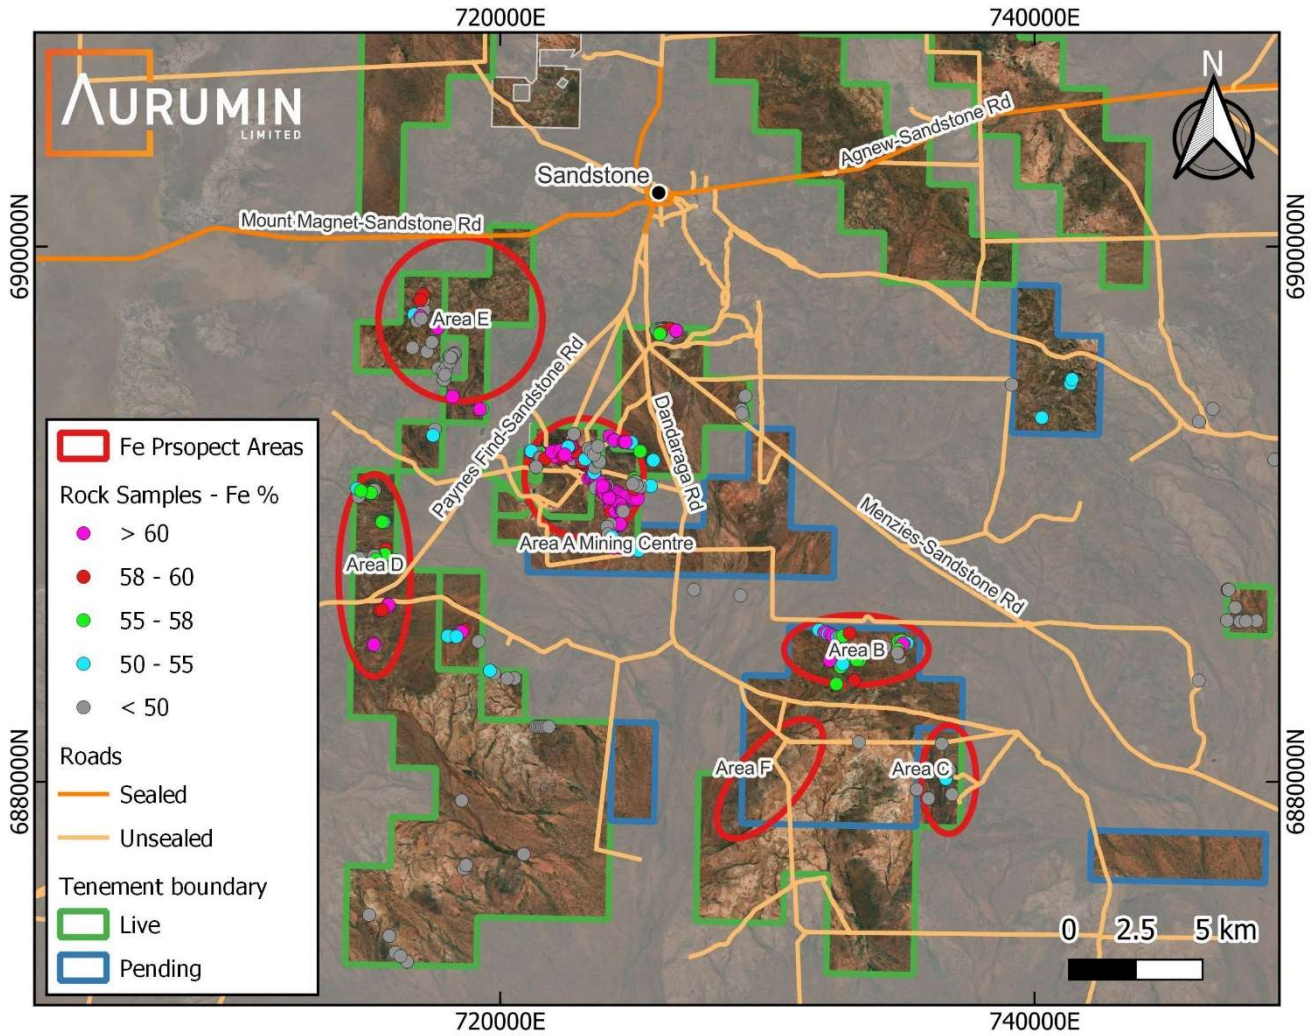 720000E
740000E
AURUMIN
LIMITED
N
Agnew-Sandstone Rd
Sandstone
Mount Magnet-Sandstone Rd
6900000N
6900000N
Area E
Paynes Find-Sandstone Rd
Dandaraga Rd
Menzies-Sandstone Rd
Area A Mining Centre
Area D
Area B
Area F
Area C
6880000N
6880000N
Fe Prsopect Areas
Rock Samples - Fe %
> 60
58 - 60
55 - 58
50 - 55
< 50
Roads
Sealed
Unsealed
Tenement boundary
Live
Pending
0 2.5 5 km
720000E
740000E